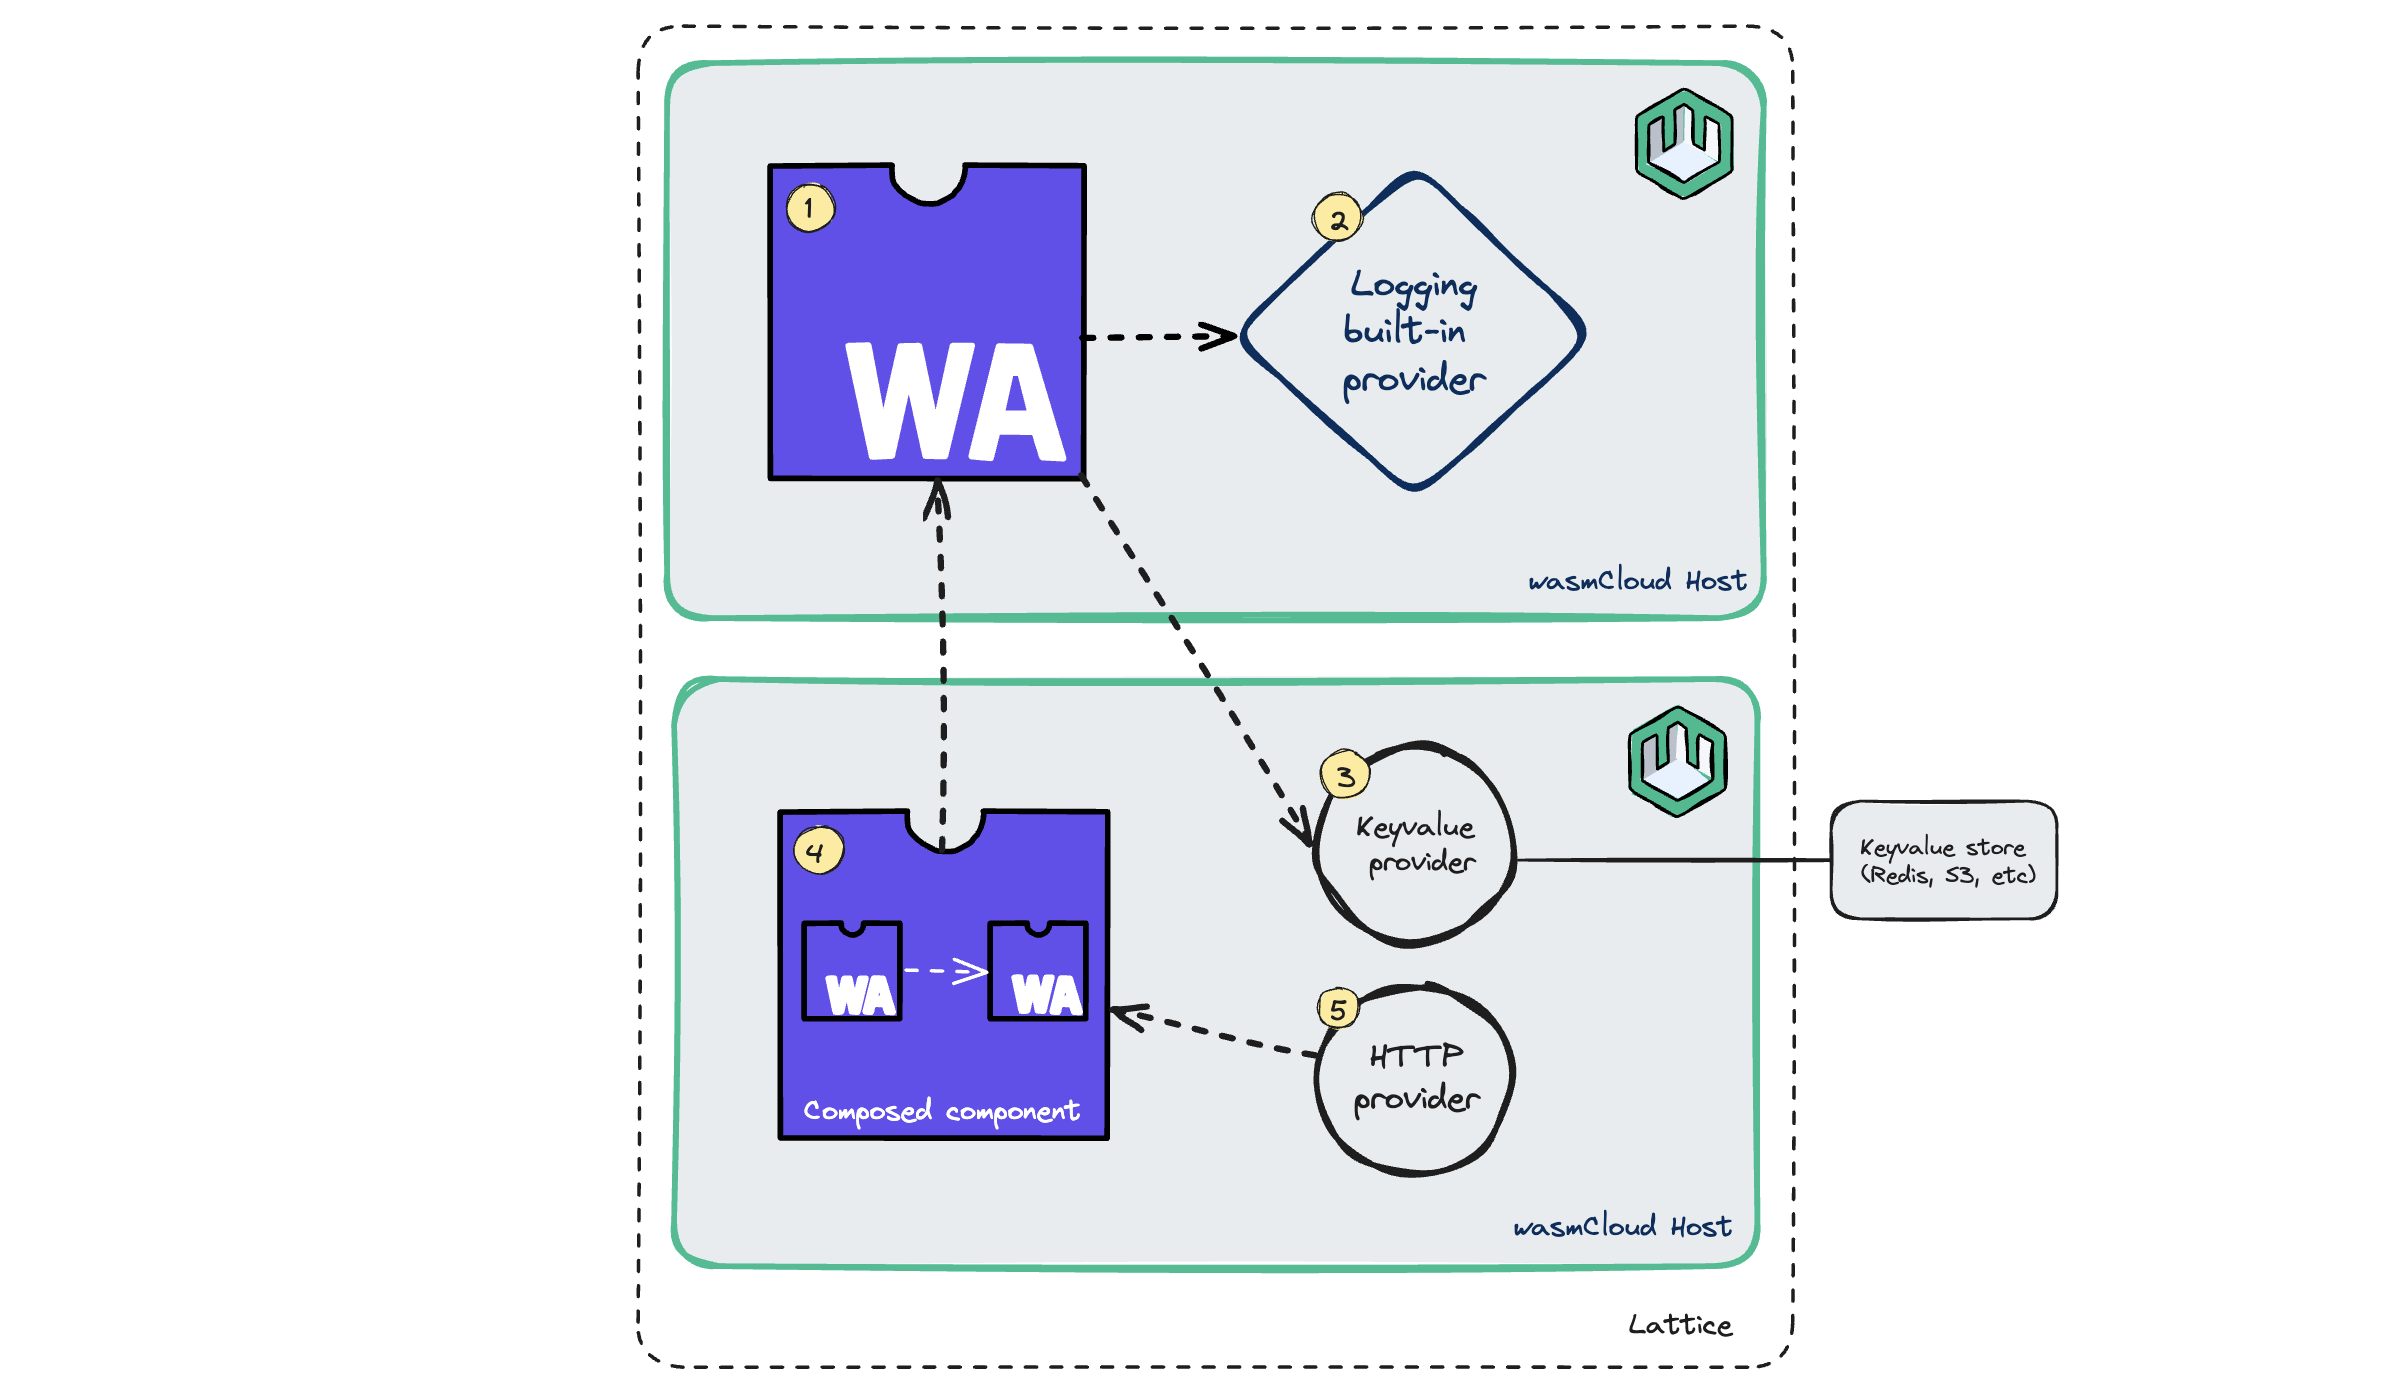 1
WA
2
Logging
built-in
provider
wasmCloud Host
3
Keyvalue
provider
Keyvalue store
(Redis, S3, etc)
4
WA
WA
Composed component
5
HTTP
provider
wasmCloud Host
Lattice